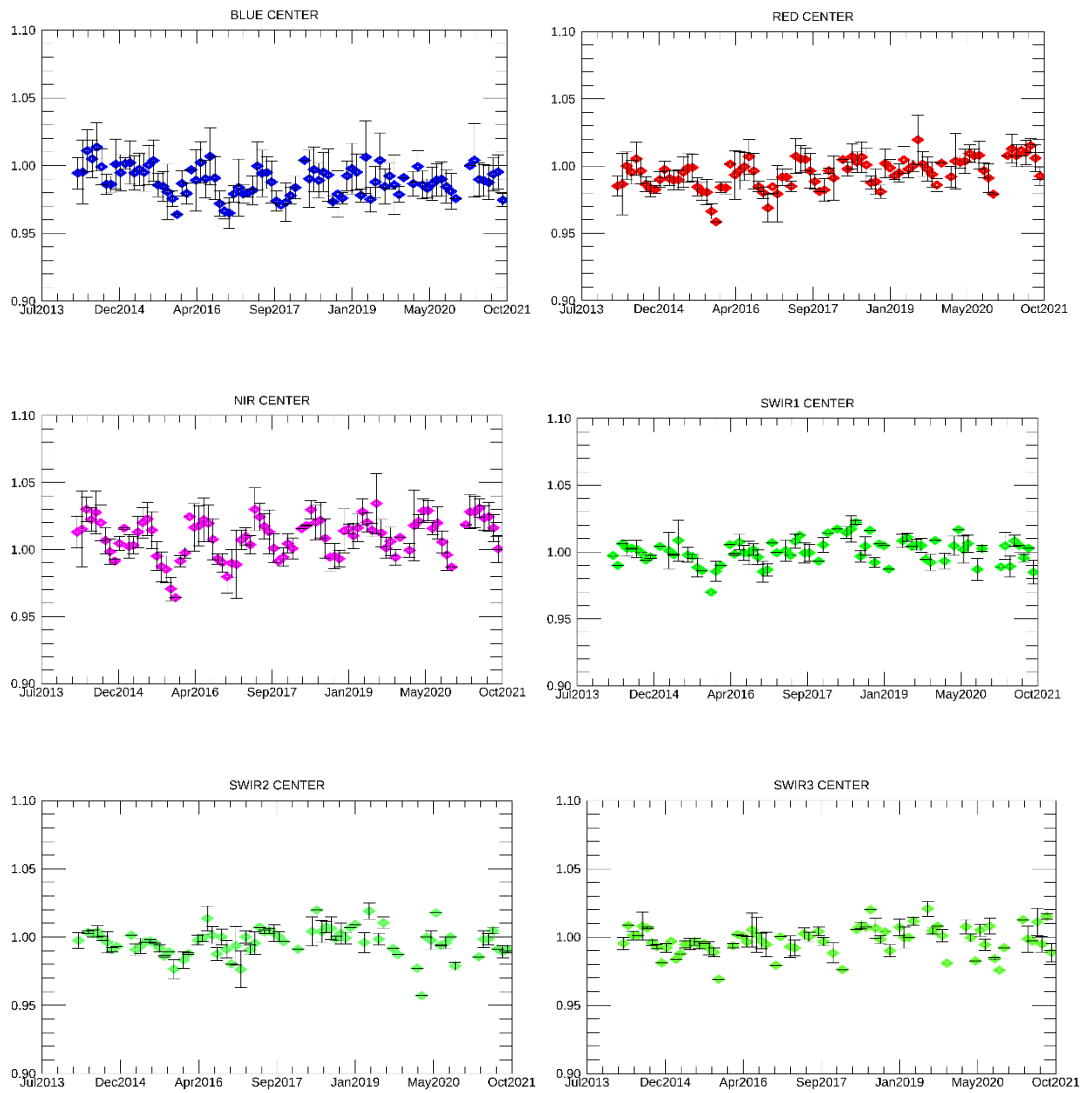 BLUE CENTER
1.10
1.05
1.00
0.95
0.90
Jul2013 Dec2014 Apr2016 Sep2017 Jan2019 May2020 Oct2021
RED CENTER
1.10
1.05
1.00
0.95
0.90
Jul2013 Dec2014 Apr2016 Sep2017 Jan2019 May2020 Oct2021
NIR CENTER
1.10
1.05
1.00
0.95
0.90
Jul2013 Dec2014 Apr2016 Sep2017 Jan2019 May2020 Oct2021
SWIR1 CENTER
1.10
1.05
1.00
0.95
0.90
Jul2013 Dec2014 Apr2016 Sep2017 Jan2019 May2020 Oct2021
SWIR2 CENTER
1.10
1.05
1.00
0.95
0.90
Jul2013 Dec2014 Apr2016 Sep2017 Jan2019 May2020 Oct2021
SWIR3 CENTER
1.10
1.05
1.00
0.95
0.90
Jul2013 Dec2014 Apr2016 Sep2017 Jan2019 May2020 Oct2021